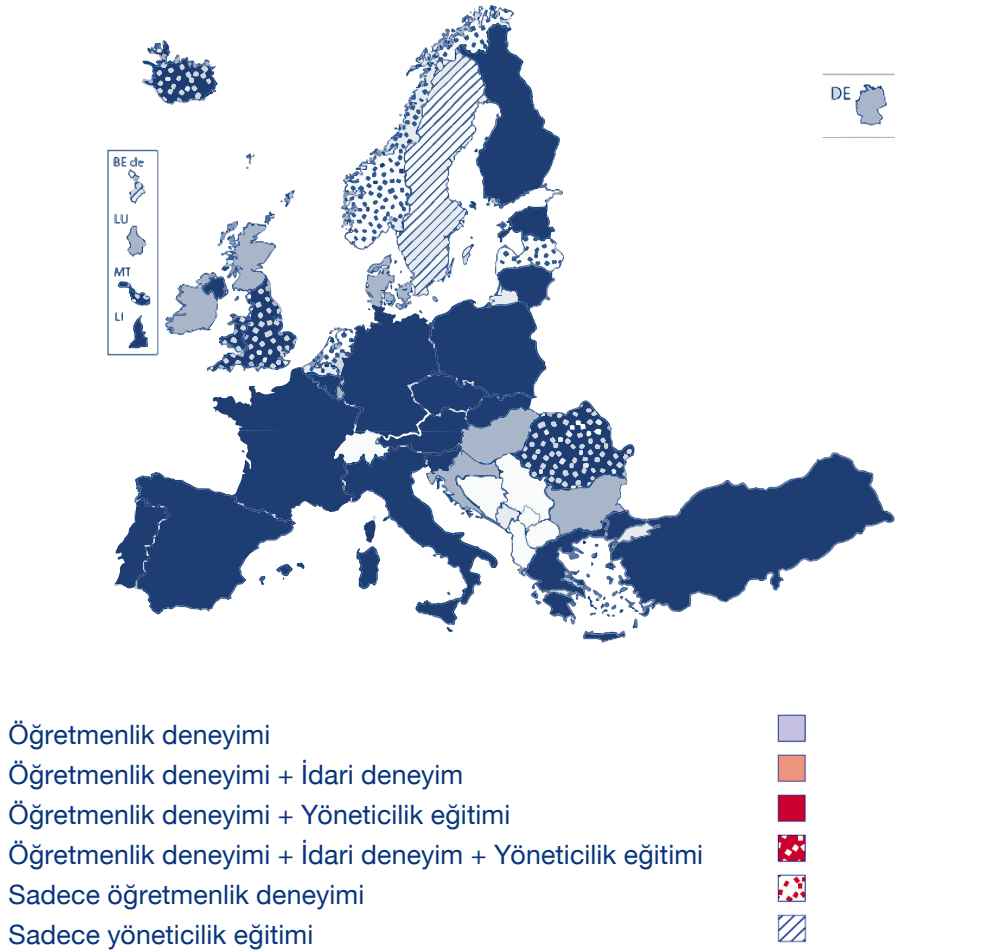 DE
BE de
LU
MT
LI
Öğretmenlik deneyimi
Öğretmenlik deneyimi + İdari deneyim
Öğretmenlik deneyimi + Yöneticilik eğitimi
Öğretmenlik deneyimi + İdari deneyim + Yöneticilik eğitimi
Sadece öğretmenlik deneyimi
Sadece yöneticilik eğitimi